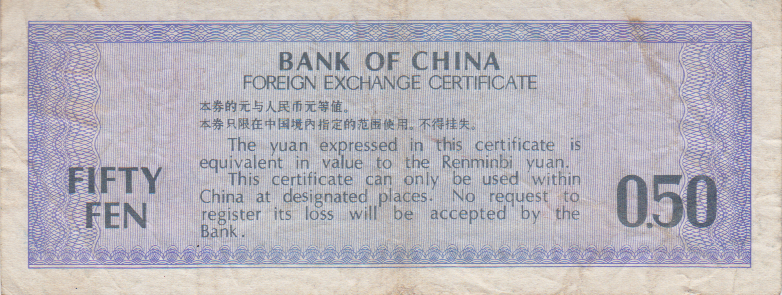 BANK OF CHINA
FOREIGN EXCHANGE CERTIFICATE
本券的元与人民币元等值。
本券只限在中国境内指定的范围使用。不得挂失。
The yuan expressed in this certificate is
equivalent in value to the Renminbi yuan.
This certificate can only be used within
China at designated places. No request to
register its loss will be accepted by the
Bank.
FIFTY
FEN
0.50